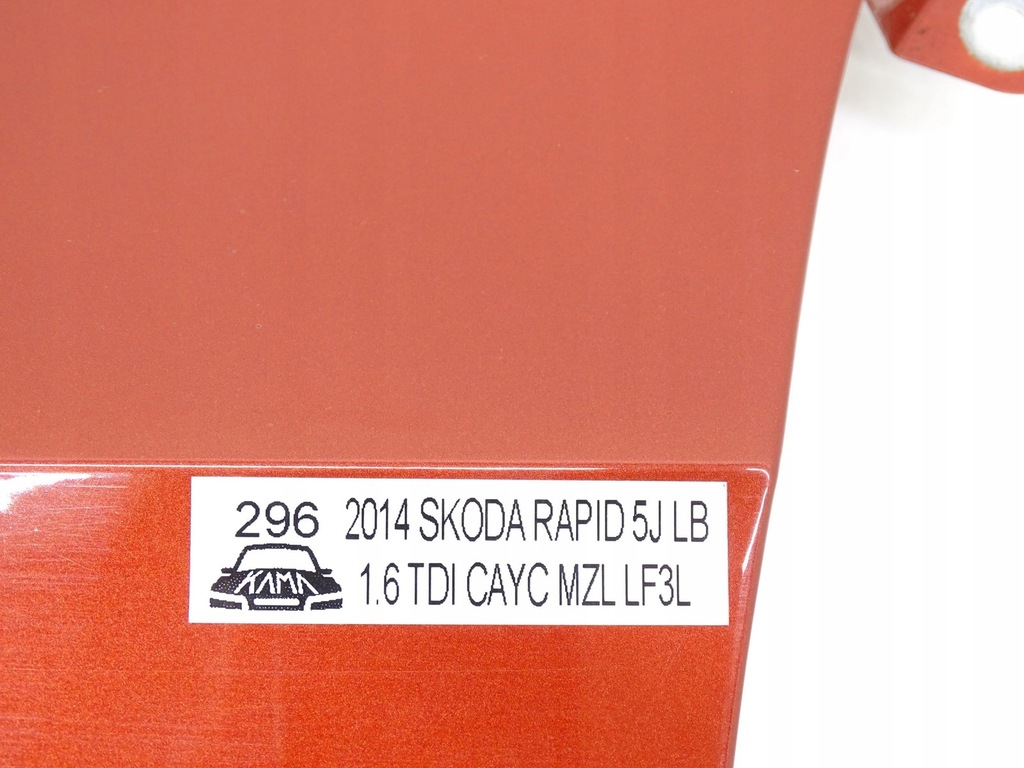 296 2014 SKODA RAPID 5J LB
KAMA 1.6 TDI CAYC MZL LF3L